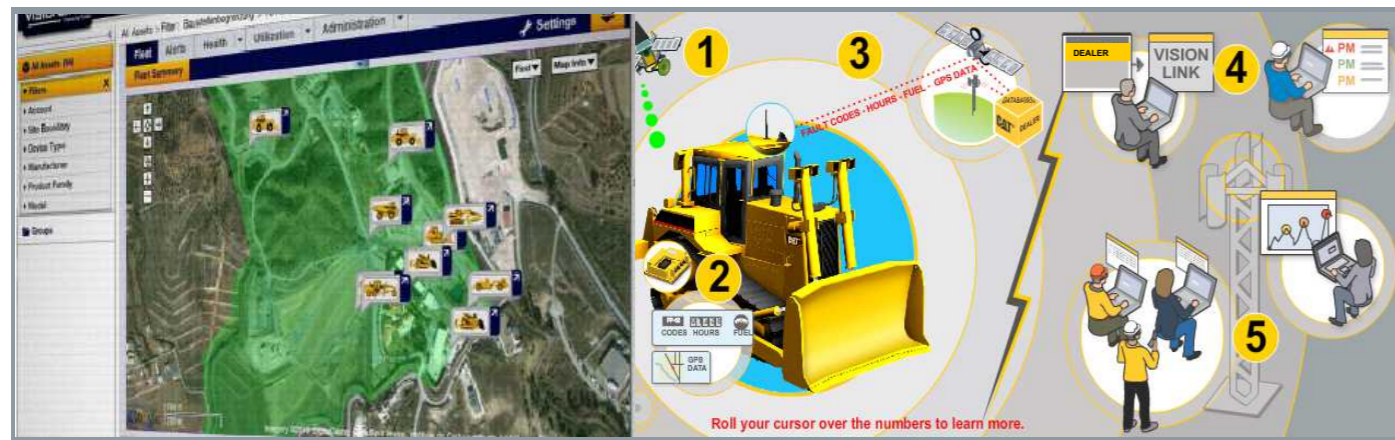 All Assets
Filter
Settings
Fleet
Alerts
Health
Utilization
Administration
Fleet Summary
Map Info
All Assets
Filters
X
Account
Site Boundary
Device Type
Manufacturer
Product Family
Model
Groups
1
2
CODES HOURS FUEL
GPS
DATA
3
FAULT CODES - HOURS - FUEL - GPS DATA
DATABASE
CAT
DEALER
CAT
DEALER
VISION
LINK
4
PM
PM
PM
5
Roll your cursor over the numbers to learn more.